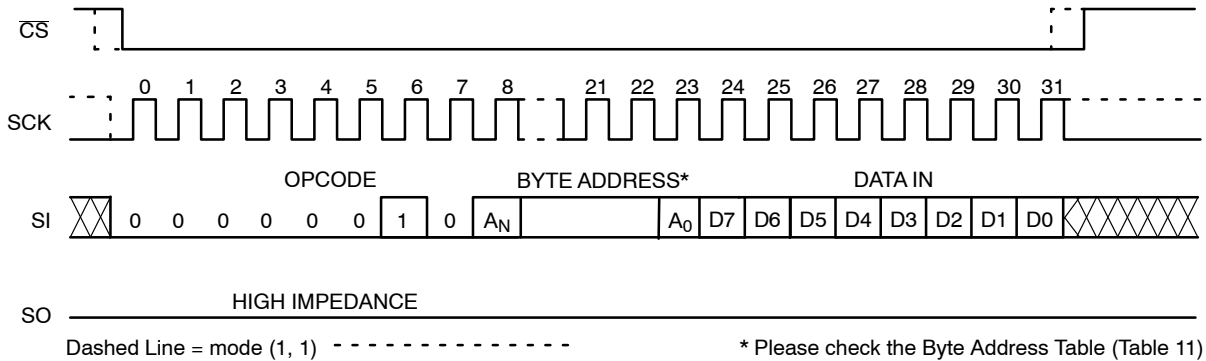 CS
0 1 2 3 4 5 6 7 8 21 22 23 24 25 26 27 28 29 30 31
SCK
OPCODE BYTE ADDRESS* DATA IN
SI 0 0 0 0 0 0 1 0 AN A0 D7 D6 D5 D4 D3 D2 D1 D0
HIGH IMPEDANCE
SO
Dashed Line = mode (1, 1) * Please check the Byte Address Table (Table 11)